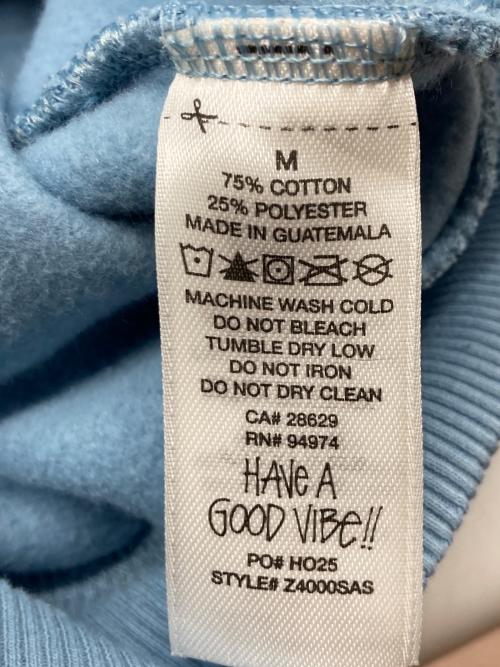 M
75% COTTON
25% POLYESTER
MADE IN GUATEMALA
MACHINE WASH COLD
DO NOT BLEACH
TUMBLE DRY LOW
DO NOT IRON
DO NOT DRY CLEAN
CA# 28629
RN# 94974
HAVE A
GOOD VIBE!!
PO# HO25
STYLE# Z4000SAS